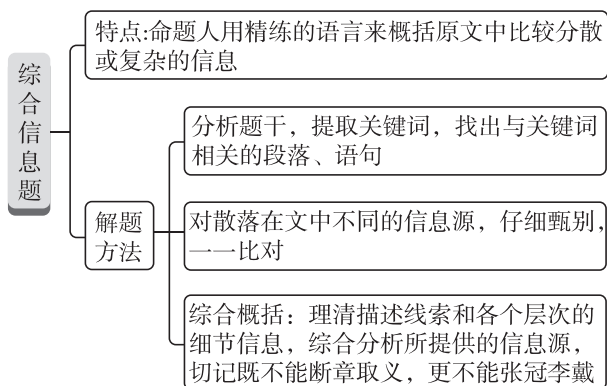 综合信息题
特点:命题人用精练的语言来概括原文中比较分散
或复杂的信息
解题
方法
分析题干，提取关键词，找出与关键词
相关的段落、语句
对散落在文中不同的信息源，仔细甄别，
一一比对
综合概括：理清描述线索和各个层次的
细节信息，综合分析所提供的信息源，
切记既不能断章取义，更不能张冠李戴